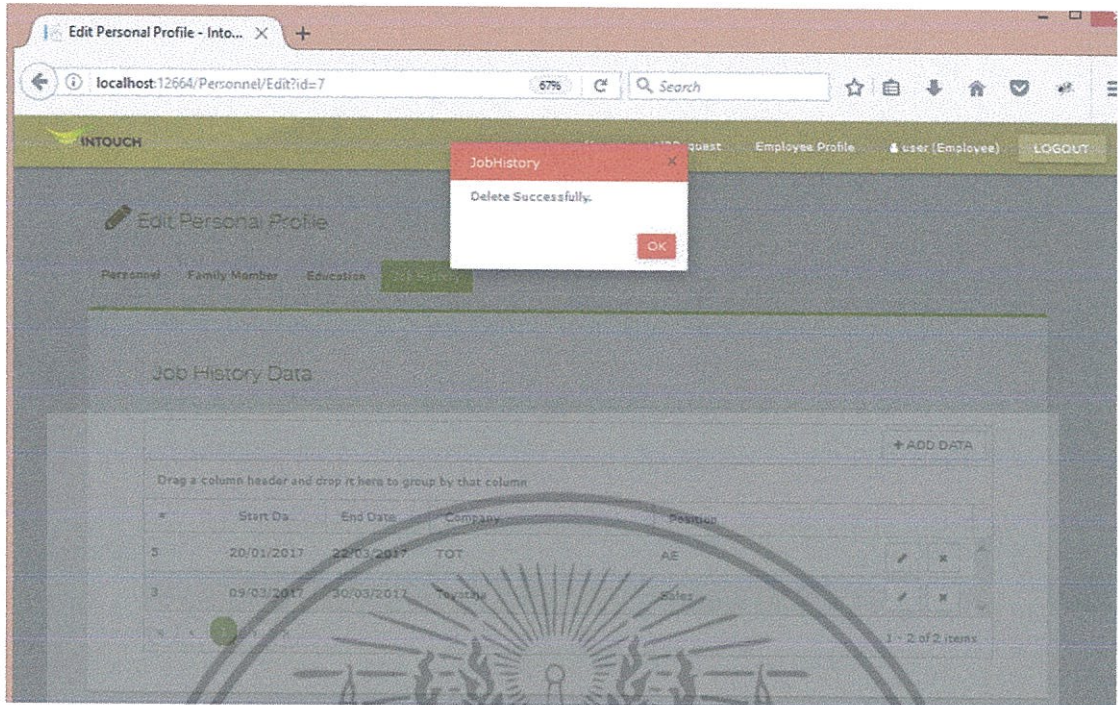 Edit Personal Profile - Into... × +
localhost:12664/Personnel/Edit?id=7 67% Search
INTOUCH quest Employee Profile user (Employee) LOGOUT
JobHistory ×
Delete Successfully.
OK
Edit Personal Profile
Personnel Family Member Education
Job History Data
+ ADD DATA
Drag a column header and drop it here to group by that column
# Start Da... End Date Company Position
5 20/01/2017 22/03/2017 TOT AE
3 09/03/2017 30/03/2017 Sales
1
1 - 2 of 2 items